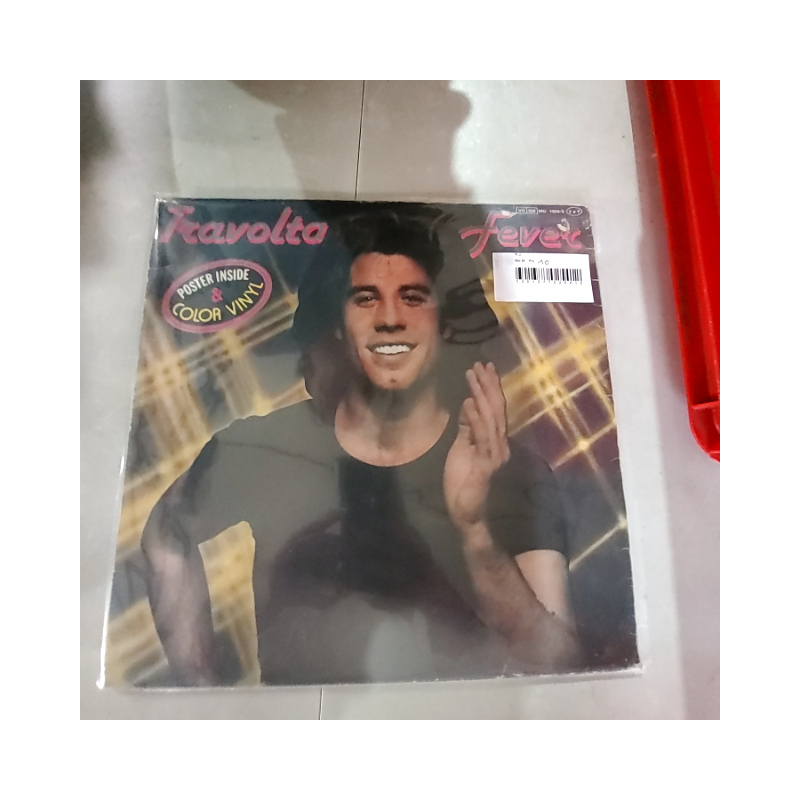 Travolta
Fever
POSTER INSIDE
&
COLOR VINYL